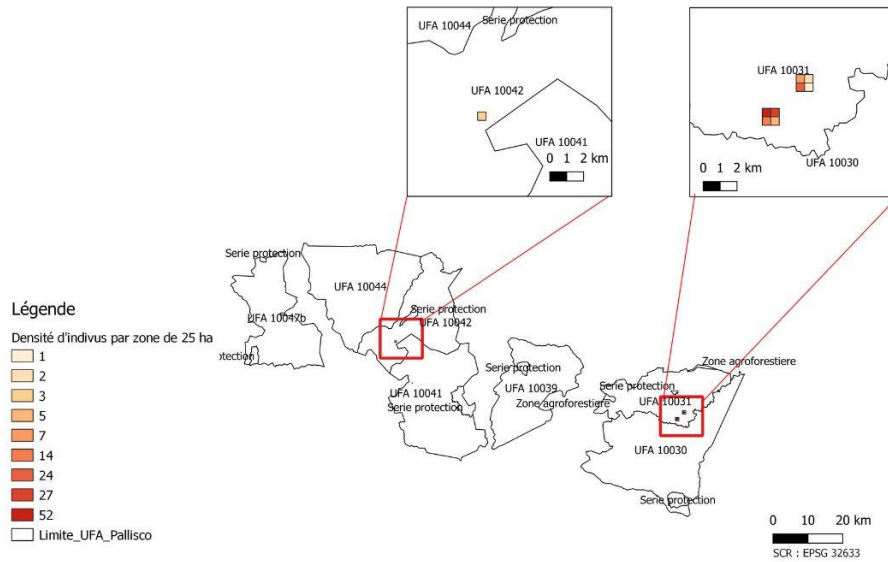 Serie protection
UFA 10044
UFA 10042
UFA 10041
0 1 2 km
UFA 10031
UFA 10030
0 1 2 km
Serie protection
UFA 10044
Serie protection
UFA 10042
UFA 10047b
protection
Serie protection
UFA 10039
UFA 10041
Serie protection
Zone agroforestiere
Zone agroforestiere
Serie protection
UFA 10031
UFA 10030
Serie protection
0 10 20 km
SCR : EPSG 32633
Légende
Densité d'indivus par zone de 25 ha
1
2
3
5
7
14
24
27
52
Limite_UFA_Pallisco